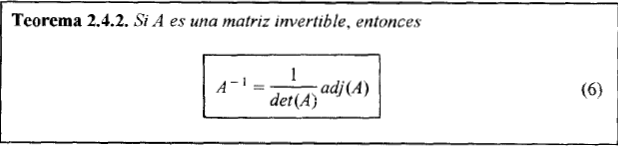 Teorema 2.4.2. Si A es una matriz invertible, entonces
A⁻¹ = 1/det(A) adj(A) (6)